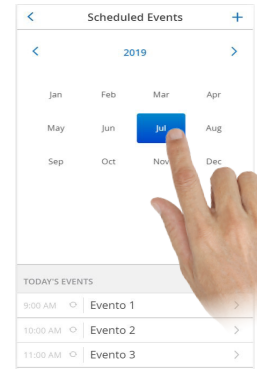 Scheduled Events
2019
Jan Feb Mar Apr
May Jun Jul Aug
Sep Oct Nov Dec
TODAY'S EVENTS
9:00 AM Evento 1
10:00 AM Evento 2
11:00 AM Evento 3